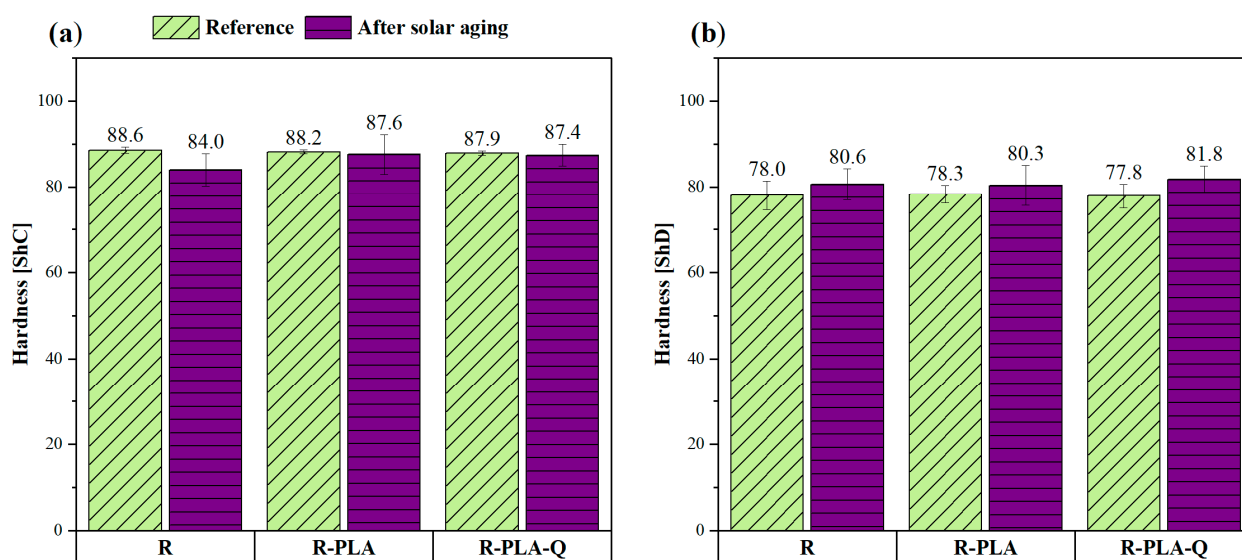 (a)
Reference
After solar aging
Hardness [ShC]
100
80
60
40
20
0
88.6
84.0
88.2
87.6
87.9
87.4
R
R-PLA
R-PLA-Q
(b)
Hardness [ShD]
100
80
60
40
20
0
78.0
80.6
78.3
80.3
77.8
81.8
R
R-PLA
R-PLA-Q